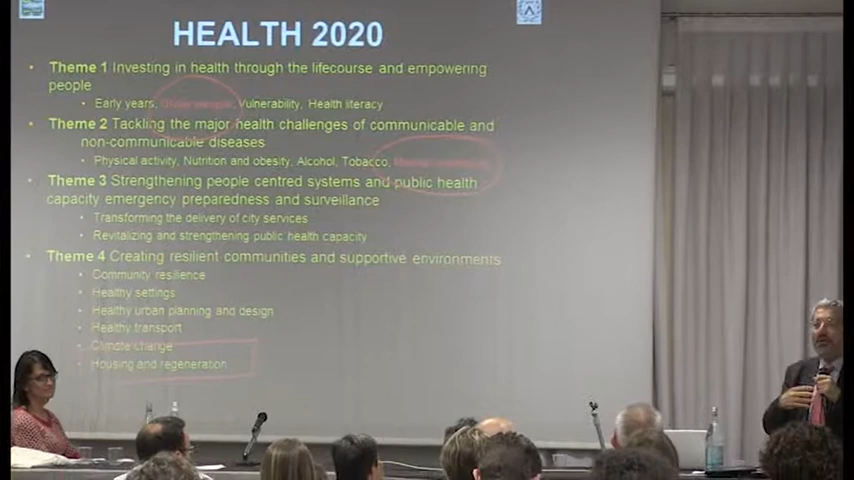 HEALTH 2020
• Theme 1 Investing in health through the lifecourse and empowering
people
• Early years, Vulnerability, Health literacy
• Theme 2 Tackling the major health challenges of communicable and
non-communicable diseases
• Physical activity, Nutrition and obesity, Alcohol, Tobacco,
• Theme 3 Strengthening people centred systems and public health
capacity emergency preparedness and surveillance
• Transforming the delivery of city services
• Revitalizing and strengthening public health capacity
• Theme 4 Creating resilient communities and supportive environments
• Community resilience
• Healthy settings
• Healthy urban planning and design
• Healthy transport
• Climate change
• Housing and regeneration